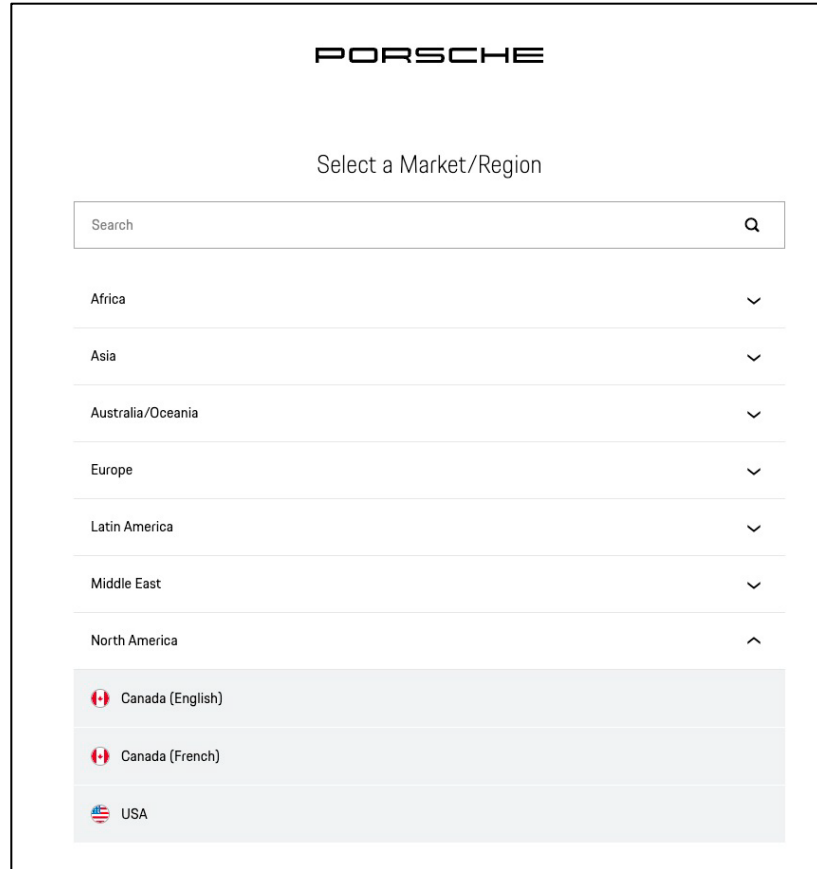 PORSCHE
Select a Market/Region
Search
Africa
Asia
Australia/Oceania
Europe
Latin America
Middle East
North America
Canada (English)
Canada (French)
USA